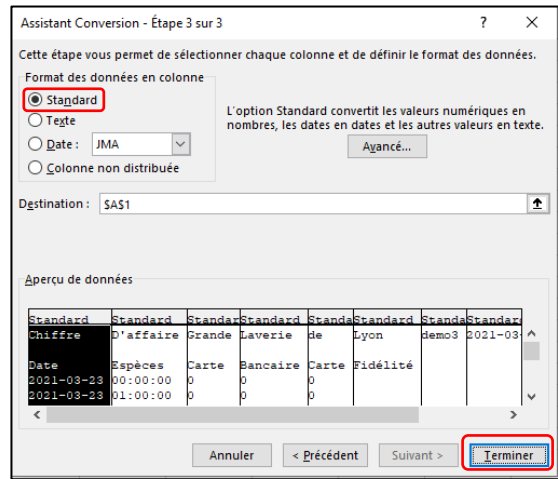 Assistant Conversion - Étape 3 sur 3 ? ×
Cette étape vous permet de sélectionner chaque colonne et de définir le format des données.
Format des données en colonne
Standard
Texte
Date : JMA
Colonne non distribuée
L'option Standard convertit les valeurs numériques en
nombres, les dates en dates et les autres valeurs en texte.
Avancé...
Destination : $A$1
Aperçu de données
Standard Standard Standar Standard Standa Standard Standa Standard
Chiffre D'affaire Grande Laverie de Lyon demo3 2021-03-
Date Espèces Carte Bancaire Carte Fidélité
2021-03-23 00:00:00 0 0 0
2021-03-23 01:00:00 0 0 0
Annuler < Précédent Suivant > Terminer